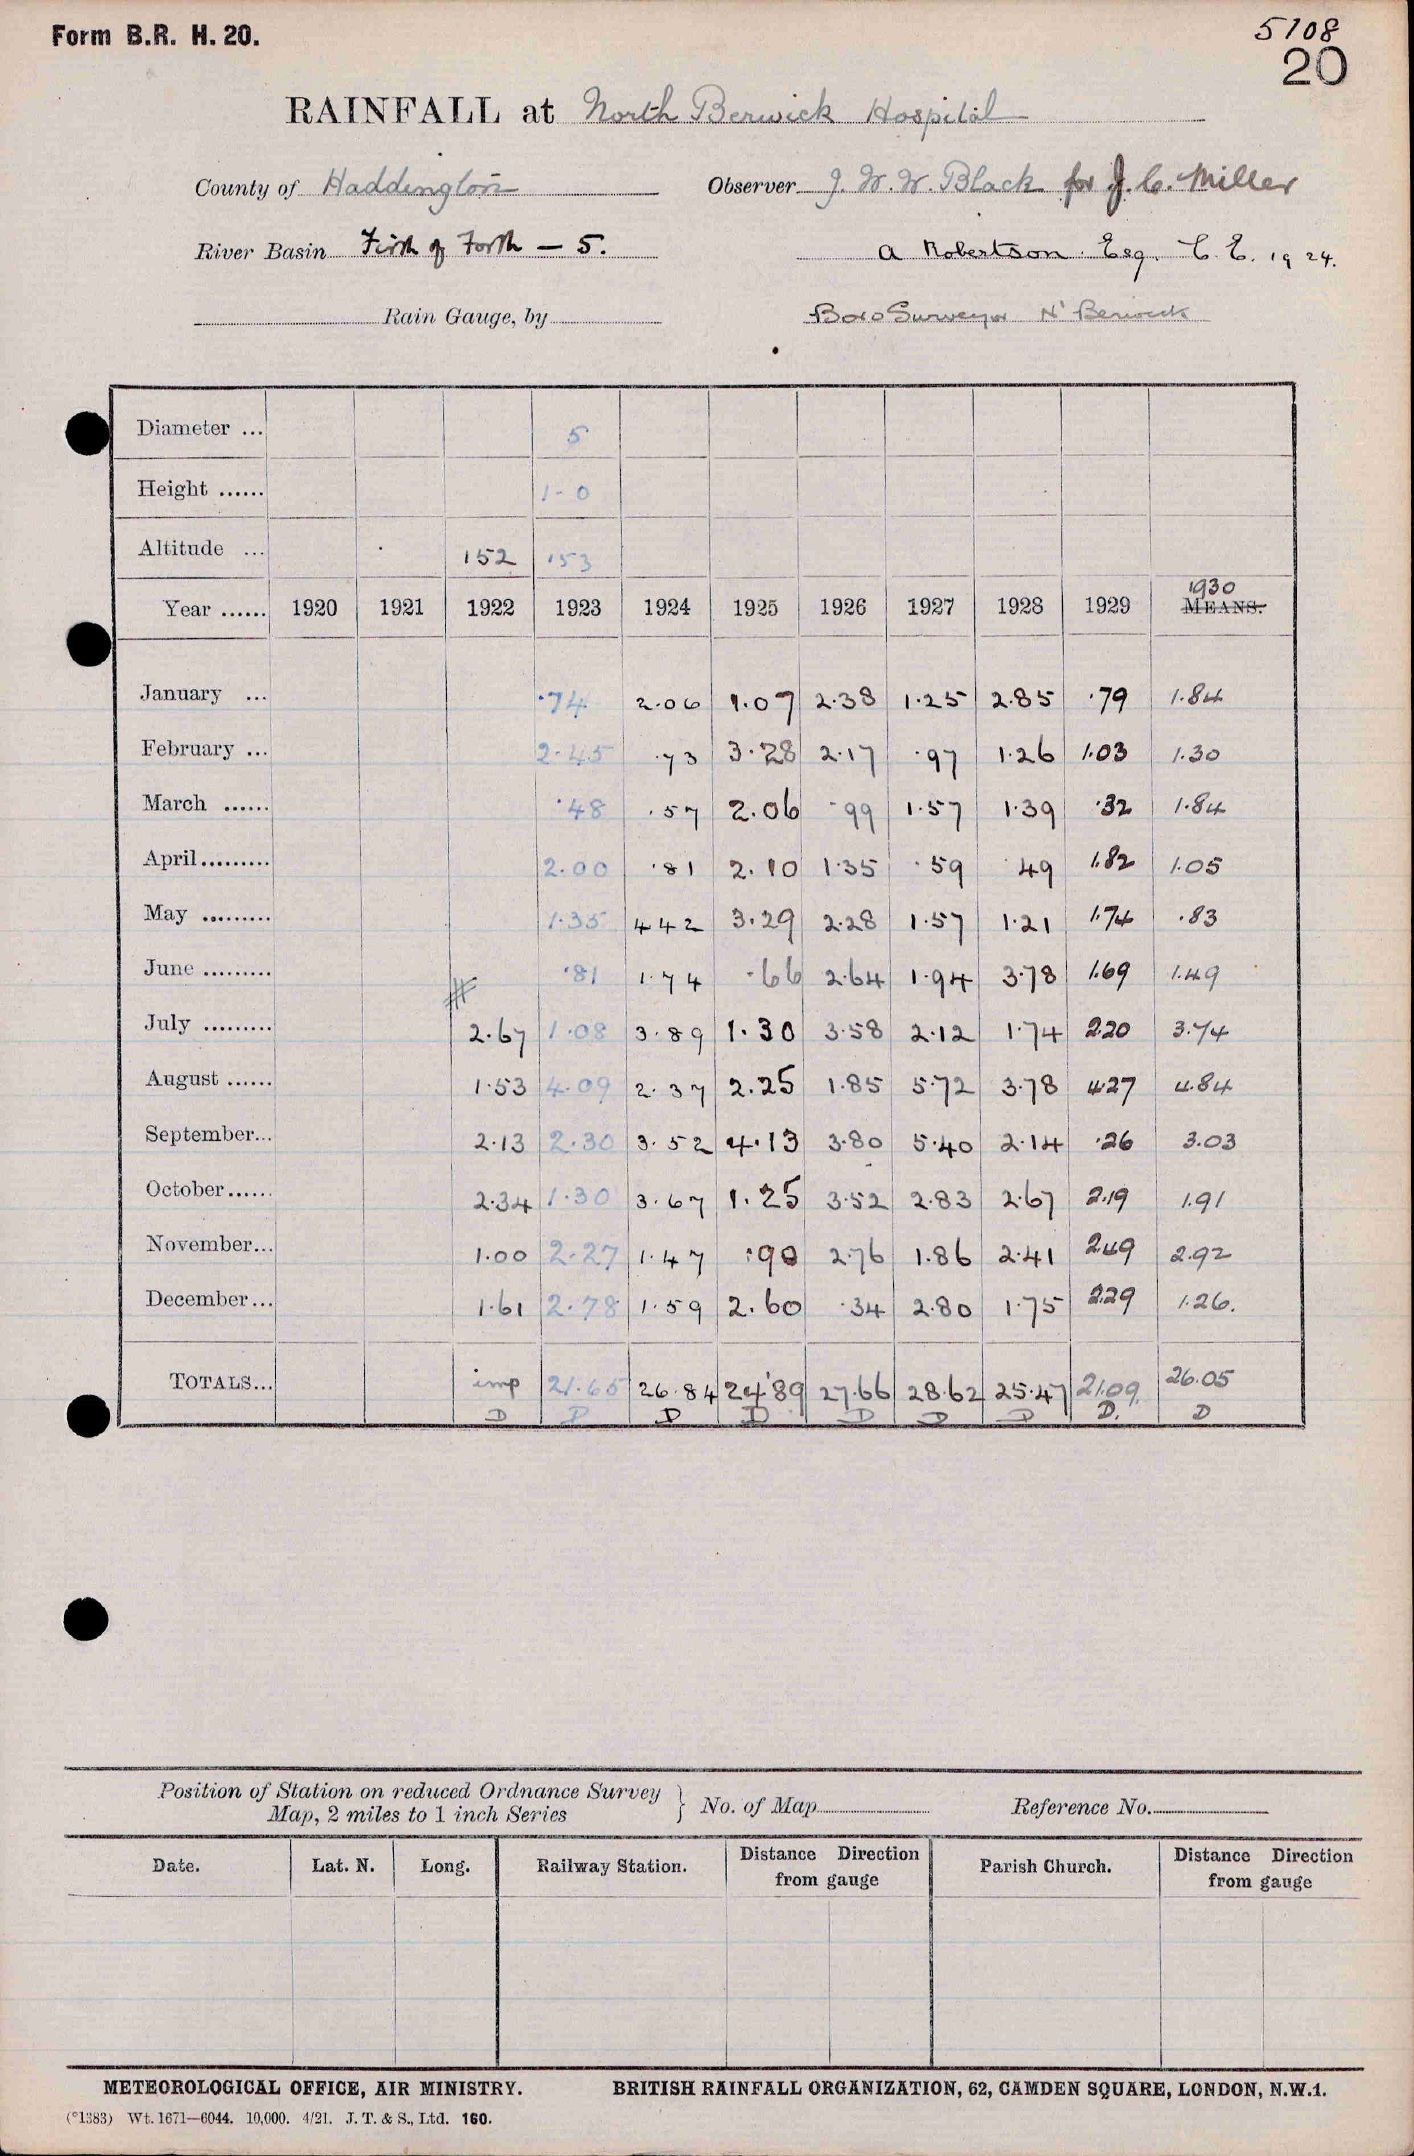 Form B.R. H. 20.
5108
20
RAINFALL at North Berwick Hospital
County of Haddington Observer J. W. W. Black for J. C. Miller
River Basin Firth of Forth — 5. A Robertson. Esq. C. E. 1924.
Rain Gauge, by Boro Surveyor N' Berwick
Diameter ... 5
Height ...... 1-0
Altitude ... 152 153
1930
Year ...... 1920 1921 1922 1923 1924 1925 1926 1927 1928 1929 MEANS.
January ... .74 2.06 1.07 2.38 1.25 2.85 .79 1.84
February ... 2.45 .73 3.28 2.17 .97 1.26 1.03 1.30
March ...... .48 .57 2.06 .99 1.57 1.39 .32 1.84
April......... 2.00 .81 2.10 1.35 .59 .49 1.82 1.05
May ......... 1.35 4 42 3.29 2.28 1.57 1.21 1.74 .83
June ......... .81 1.74 .66 2.64 1.94 3.78 1.69 1.49
July ......... 2.67 1.08 3.89 1.30 3.58 2.12 1.74 2.20 3.74
August ...... 1.53 4.09 2.37 2.25 1.85 5.72 3.78 4.27 4.84
September... 2.13 2.30 3.52 4.13 3.80 5.40 2.14 .26 3.03
October...... 2.34 1.30 3.67 1.25 3.52 2.83 2.67 2.19 1.91
November... 1.00 2.27 1.47 .90 2.76 1.86 2.41 2.49 2.92
December... 1.61 2.78 1.59 2.60 .34 2.80 1.75 2.29 1.26.
TOTALS... imp 21.65 26.84 24.89 27.66 28.62 25.47 21.09. 26.05
D D D D D D D D. D
Position of Station on reduced Ordnance Survey
Map, 2 miles to 1 inch Series } No. of Map Reference No.
Date. Lat. N. Long. Railway Station. Distance Direction from gauge Parish Church. Distance Direction from gauge
METEOROLOGICAL OFFICE, AIR MINISTRY. BRITISH RAINFALL ORGANIZATION, 62, CAMDEN SQUARE, LONDON, N.W.1.
(°1383) Wt. 1671—6044. 10,000. 4/21. J. T. & S., Ltd. 160.